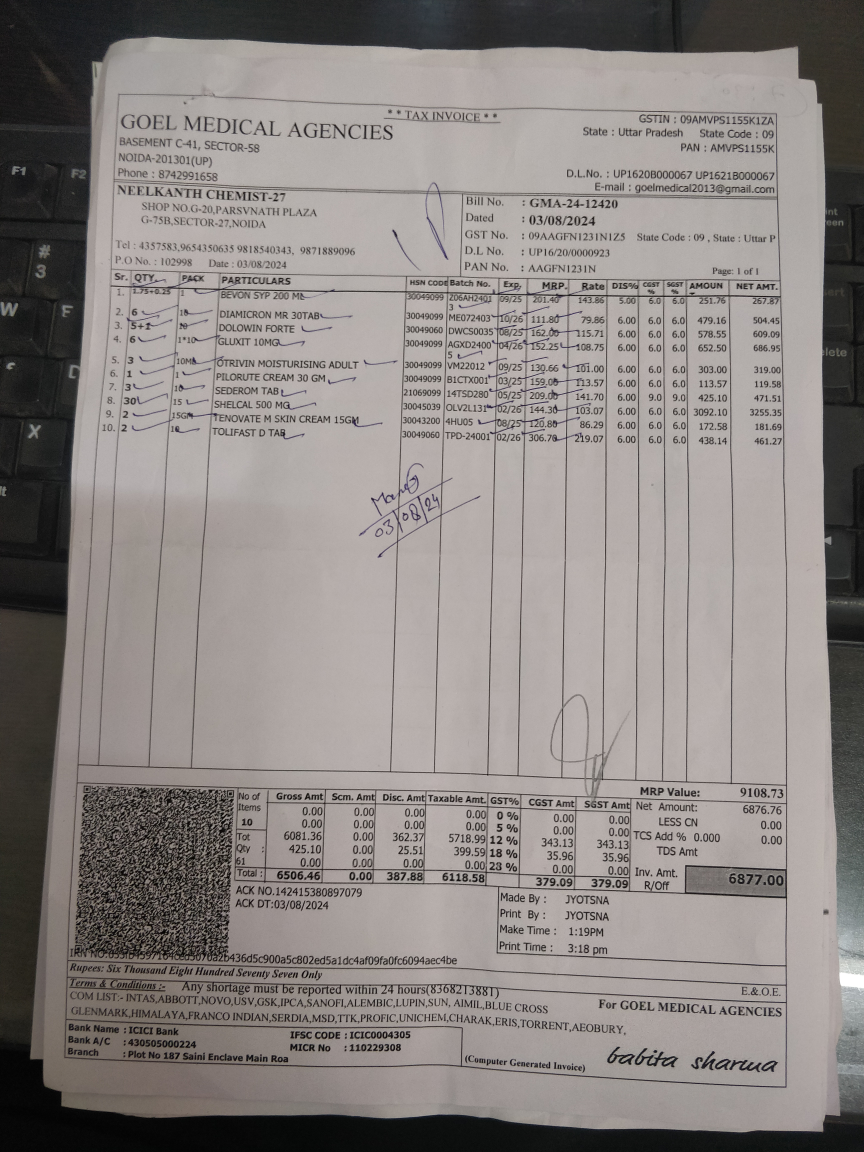 * * TAX INVOICE * *
GOEL MEDICAL AGENCIES
BASEMENT C-41, SECTOR-58
NOIDA-201301(UP)
Phone : 8742991658
GSTIN : 09AMVPS1155K1ZA
State : Uttar Pradesh State Code : 09
PAN : AMVPS1155K
D.L.No. : UP1620B000067 UP1621B000067
E-mail : goelmedical2013@gmail.com
NEELKANTH CHEMIST-27
SHOP NO.G-20,PARSVNATH PLAZA
G-75B,SECTOR-27,NOIDA
Tel : 4357583,9654350635 9818540343, 9871889096
P.O No. : 102998 Date : 03/08/2024
Bill No. : GMA-24-12420
Dated : 03/08/2024
GST No. : 09AAGFN1231N1Z5 State Code : 09 , State : Uttar P
D.L No. : UP16/20/0000923
PAN No. : AAGFN1231N Page: 1 of 1
Sr. QTY. PACK PARTICULARS HSN CODE Batch No. Exp. MRP. Rate DIS% CGST % SGST % AMOUN NET AMT.
1. 1.75+0.25 1 BEVON SYP 200 ML 30049099 Z06AH2401 09/25 201.40 143.86 5.00 6.0 6.0 251.76 267.87
3
2. 6 10 DIAMICRON MR 30TAB 30049099 ME072403 10/26 111.80 79.86 6.00 6.0 6.0 479.16 504.45
3. 5+1 10 DOLOWIN FORTE 30049060 DWCS0035 08/25 162.00 115.71 6.00 6.0 6.0 578.55 609.09
4. 6 1*10 GLUXIT 10MG 30049099 AGXD2400 04/26 152.25 108.75 6.00 6.0 6.0 652.50 686.95
5
5. 3 10ML OTRIVIN MOISTURISING ADULT 30049099 VM22012 09/25 130.66 101.00 6.00 6.0 6.0 303.00 319.00
6. 1 1 PILORUTE CREAM 30 GM 30049099 B1CTX001 03/25 159.00 113.57 6.00 6.0 6.0 113.57 119.58
7. 3 10 SEDEROM TAB 21069099 14TSD280 05/25 209.00 141.70 6.00 9.0 9.0 425.10 471.51
8. 30 15 SHELCAL 500 MG 30045039 OLV2L131 02/26 144.30 103.07 6.00 6.0 6.0 3092.10 3255.35
9. 2 15GM TENOVATE M SKIN CREAM 15GM 30043200 4HU05 08/25 120.80 86.29 6.00 6.0 6.0 172.58 181.69
10. 2 10 TOLIFAST D TAB 30049060 TPD-24001 02/26 306.70 219.07 6.00 6.0 6.0 438.14 461.27
03/08/24
No of Items 10 Tot Qty : 61
Gross Amt Scm. Amt Disc. Amt Taxable Amt. GST% CGST Amt SGST Amt
0.00 0.00 0.00 0.00 0 % 0.00 0.00
0.00 0.00 0.00 0.00 5 % 0.00 0.00
6081.36 0.00 362.37 5718.99 12 % 343.13 343.13
425.10 0.00 25.51 399.59 18 % 35.96 35.96
0.00 0.00 0.00 0.00 23 % 0.00 0.00
Total : 6506.46 0.00 387.88 6118.58 379.09 379.09
MRP Value: 9108.73
Net Amount: 6876.76
LESS CN 0.00
TCS Add % 0.000 0.00
TDS Amt
Inv. Amt. R/Off 6877.00
ACK NO.142415380897079
ACK DT:03/08/2024
Made By : JYOTSNA
Print By : JYOTSNA
Make Time : 1:19PM
Print Time : 3:18 pm
Rupees: Six Thousand Eight Hundred Seventy Seven Only
Terms & Conditions :- Any shortage must be reported within 24 hours(8368213881) E.& O.E.
COM LIST:- INTAS,ABBOTT,NOVO,USV,GSK,IPCA,SANOFI,ALEMBIC,LUPIN,SUN, AIMIL,BLUE CROSS
GLENMARK,HIMALAYA,FRANCO INDIAN,SERDIA,MSD,TTK,PROFIC,UNICHEM,CHARAK,ERIS,TORRENT,AEOBURY,
For GOEL MEDICAL AGENCIES
Bank Name : ICICI Bank IFSC CODE : ICIC0004305
Bank A/C : 430505000224 MICR No : 110229308
Branch : Plot No 187 Saini Enclave Main Roa
(Computer Generated Invoice)
babita sharma